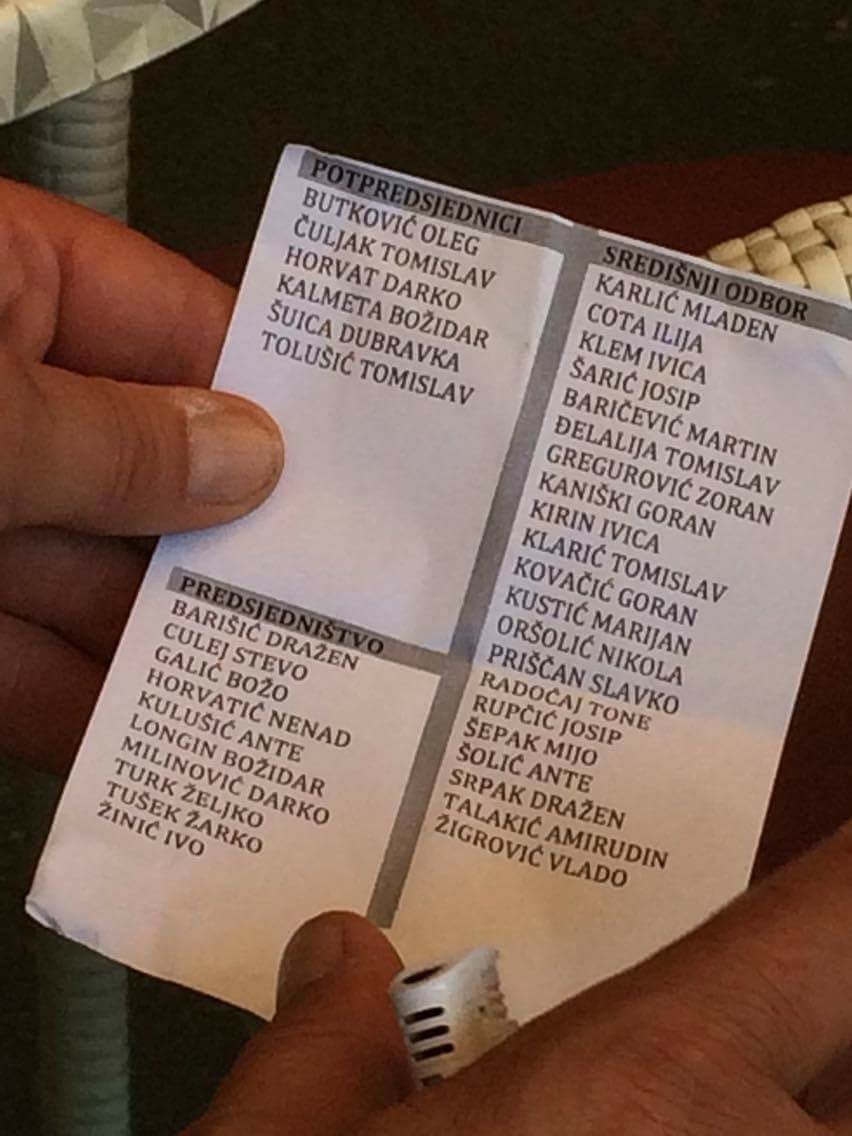 POTPREDSJEDNICI
BUTKOVIĆ OLEG
ČULJAK TOMISLAV
HORVAT DARKO
KALMETA BOŽIDAR
ŠUICA DUBRAVKA
TOLUŠIĆ TOMISLAV
PREDSJEDNIŠTVO
BARIŠIĆ DRAŽEN
CULEJ STEVO
GALIĆ BOŽO
HORVATIĆ NENAD
KULUŠIĆ ANTE
LONGIN BOŽIDAR
MILINOVIĆ DARKO
TURK ŽELJKO
TUŠEK ŽARKO
ŽINIĆ IVO
SREDIŠNJI ODBOR
KARLIĆ MLADEN
COTA ILIJA
KLEM IVICA
ŠARIĆ JOSIP
BARIČEVIĆ MARTIN
ĐELALIJA TOMISLAV
GREGUROVIĆ ZORAN
KANIŠKI GORAN
KIRIN IVICA
KLARIĆ TOMISLAV
KOVAČIĆ GORAN
KUSTIĆ MARIJAN
ORŠOLIĆ NIKOLA
PRIŠĆAN SLAVKO
RADOČAJ TONE
RUPČIĆ JOSIP
ŠEPAK MIJO
ŠOLIĆ ANTE
SRPAK DRAŽEN
TALAKIĆ AMIRUDIN
ŽIGROVIĆ VLADO